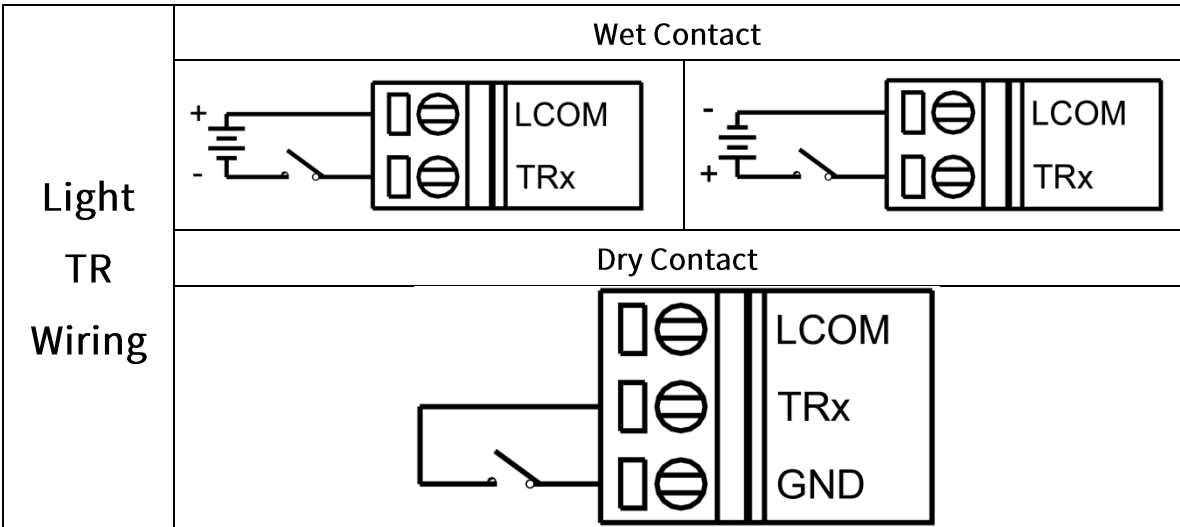 Wet Contact
+
LCOM
-
TRx
-
LCOM
+
TRx
Light
TR
Wiring
Dry Contact
LCOM
TRx
GND